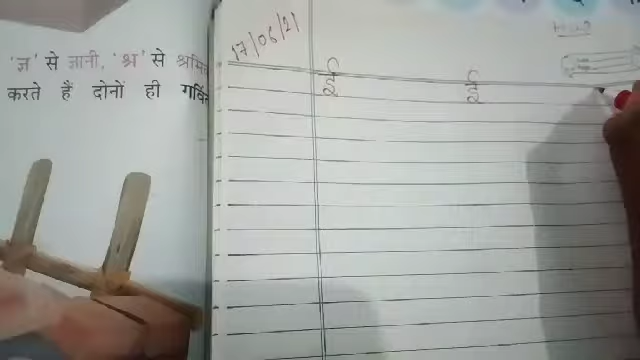 'ज्ञ' से ज्ञानी, 'श्र' से
करते हैं दोनों ही
17/06/21
ई ई